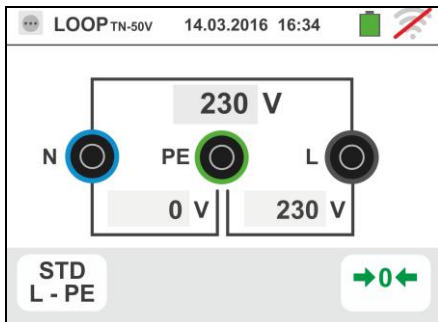 LOOP TN-50V 14.03.2016 16:34
230 V
N PE L
0 V 230 V
STD
L - PE
0